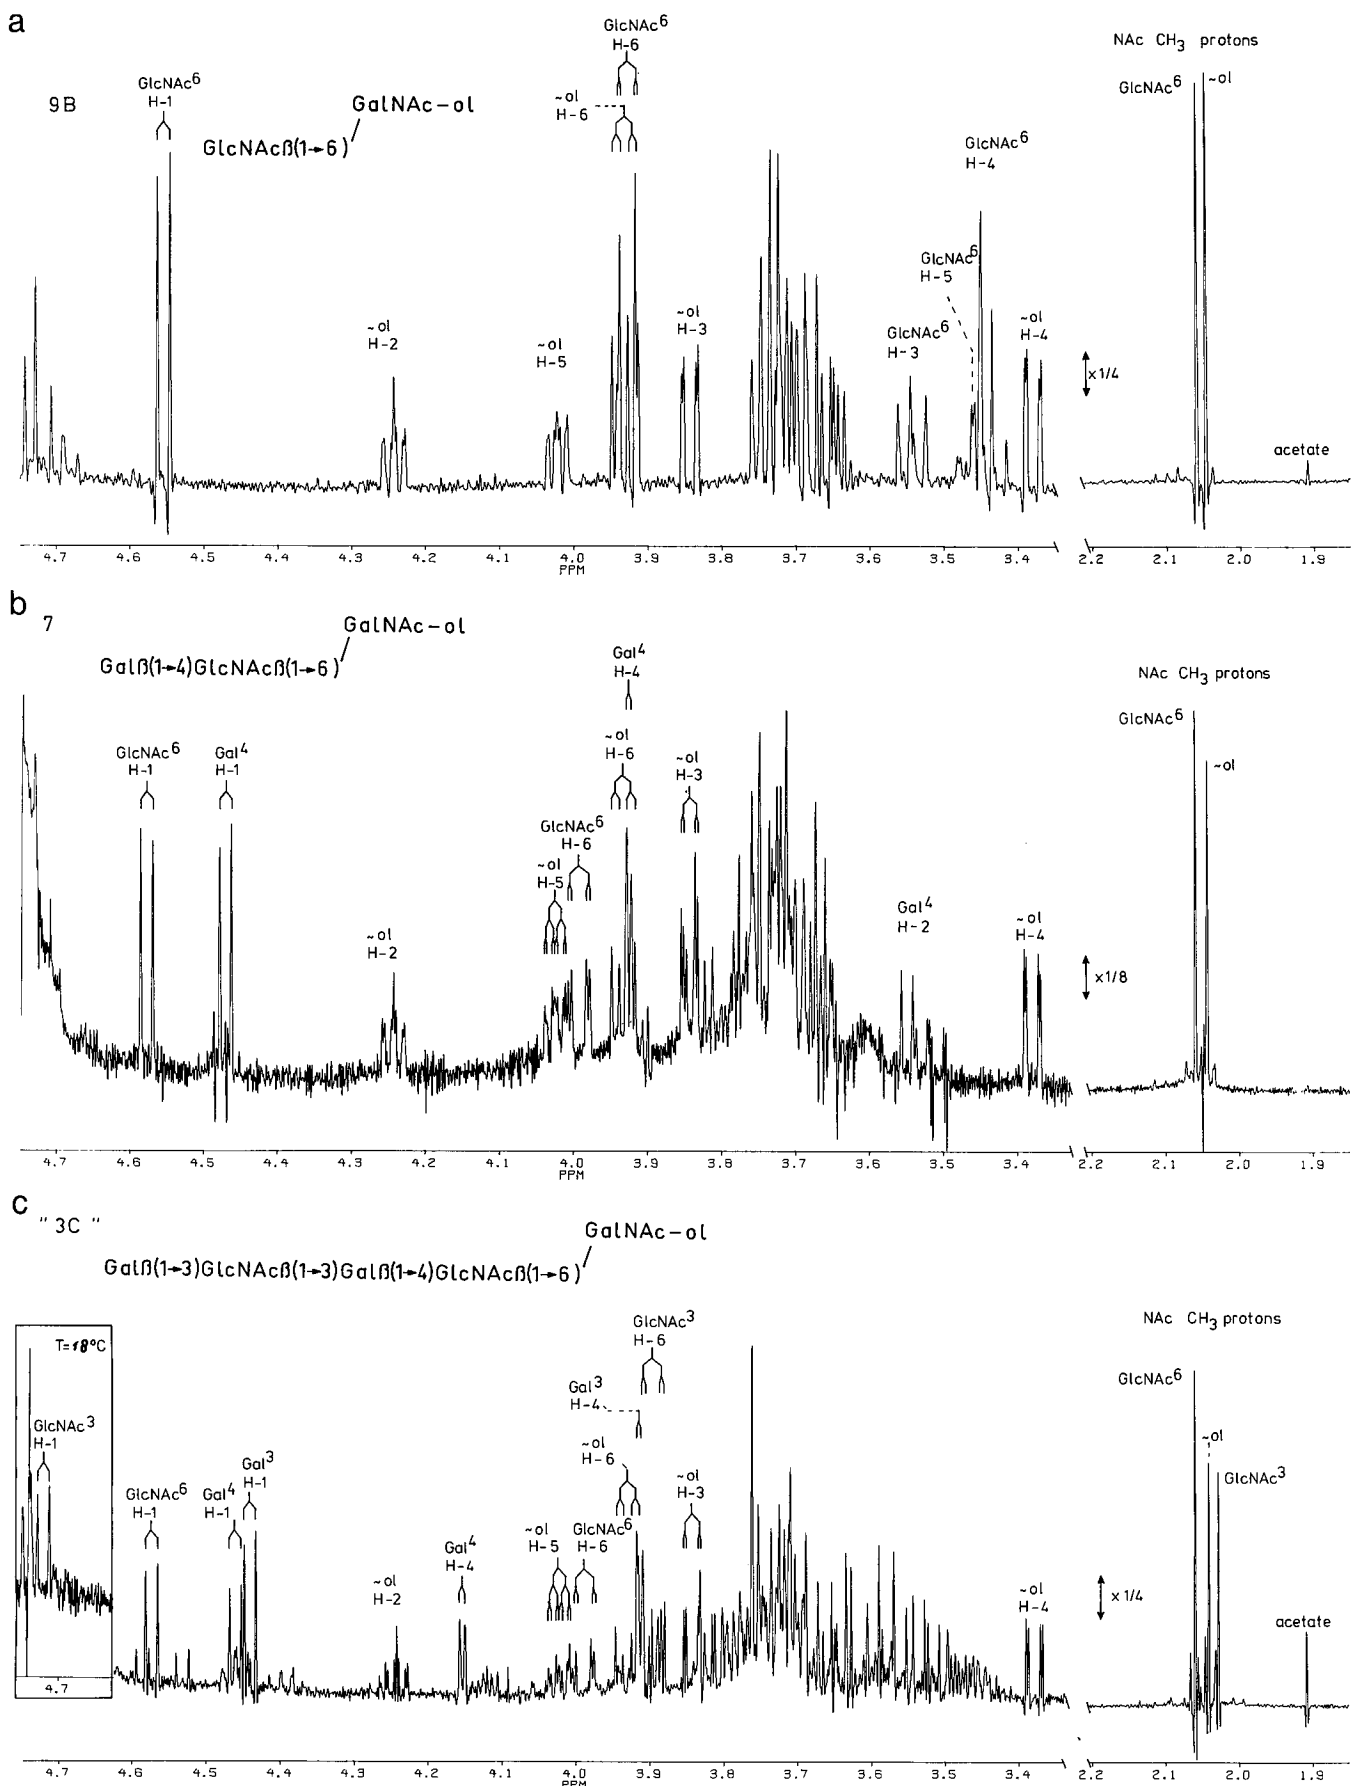 a
9B
GlcNAcβ(1→6)
GalNAc-ol
GlcNAc6
H-1
~ol
H-2
~ol
H-5
GlcNAc6
H-6
~ol
H-6
~ol
H-3
GlcNAc6
H-3
GlcNAc6
H-5
GlcNAc6
H-4
~ol
H-4
x1/4
NAc CH3 protons
GlcNAc6
~ol
acetate
4.7 4.6 4.5 4.4 4.3 4.2 4.1 4.0 3.9 3.8 3.7 3.6 3.5 3.4 2.2 2.1 2.0 1.9
PPM
b
7
GalNAc-ol
Galβ(1→4)GlcNAcβ(1→6)
GlcNAc6
H-1
Gal4
H-1
~ol
H-2
~ol
H-5
GlcNAc6
H-6
~ol
H-6
Gal4
H-4
~ol
H-3
Gal4
H-2
~ol
H-4
x1/8
NAc CH3 protons
GlcNAc6
~ol
4.7 4.6 4.5 4.4 4.3 4.2 4.1 4.0 3.9 3.8 3.7 3.6 3.5 3.4 2.2 2.1 2.0 1.9
PPM
c
"3C"
GalNAc-ol
Galβ(1→3)GlcNAcβ(1→3)Galβ(1→4)GlcNAcβ(1→6)
T=18°C
GlcNAc3
H-1
4.7
GlcNAc6
H-1
Gal4
H-1
Gal3
H-1
~ol
H-2
Gal4
H-4
~ol
H-5
GlcNAc6
H-6
~ol
H-6
Gal3
H-4
GlcNAc3
H-6
~ol
H-3
~ol
H-4
x1/4
NAc CH3 protons
GlcNAc6
~ol
GlcNAc3
acetate
4.7 4.6 4.5 4.4 4.3 4.2 4.1 4.0 3.9 3.8 3.7 3.6 3.5 3.4 2.2 2.1 2.0 1.9
PPM